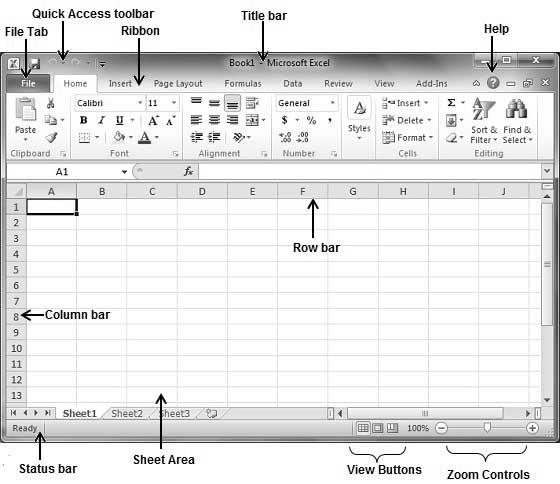 Quick Access toolbar
Title bar
File Tab
Ribbon
Help
Book1 - Microsoft Excel
File Home Insert Page Layout Formulas Data Review View Add-Ins
Calibri 11 General Insert Σ
Paste B I U A A $ % , Styles Delete Sort & Find &
A .00 .0 Format Filter Select
Clipboard Font Alignment Number Cells Editing
A1 fx
A B C D E F G H I J
1
2
3
4
Row bar
5
6
7
8 Column bar
9
10
11
12
13
Sheet1 Sheet2 Sheet3
Ready 100%
Status bar
Sheet Area
View Buttons
Zoom Controls